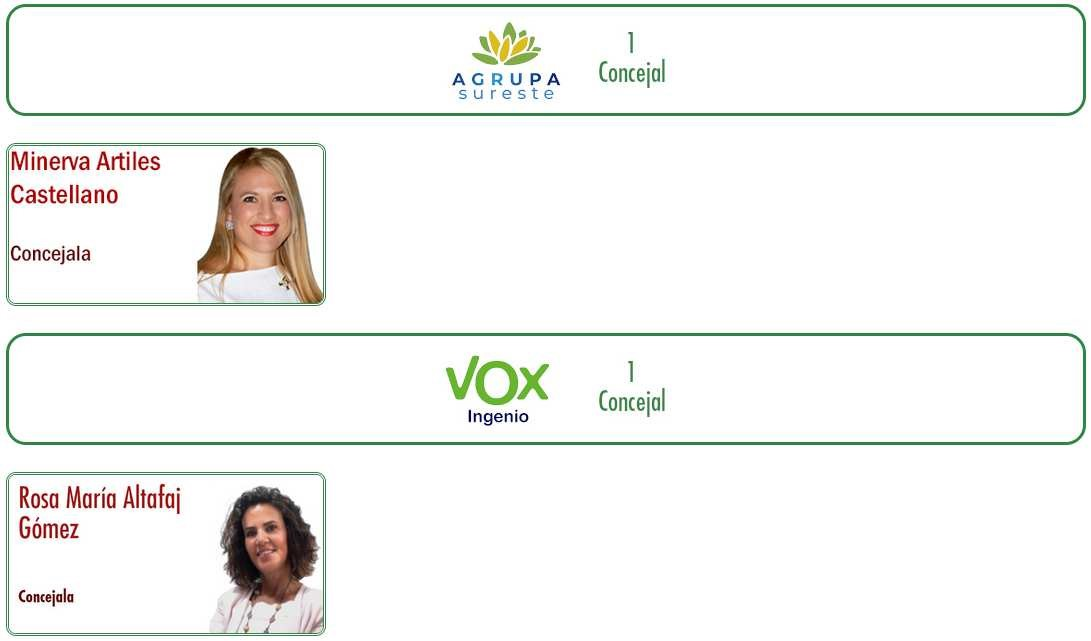 AGRUPA
sureste
1
Concejal
Minerva Artiles
Castellano
Concejala
VOX
Ingenio
1
Concejal
Rosa María Altafaj
Gómez
Concejala